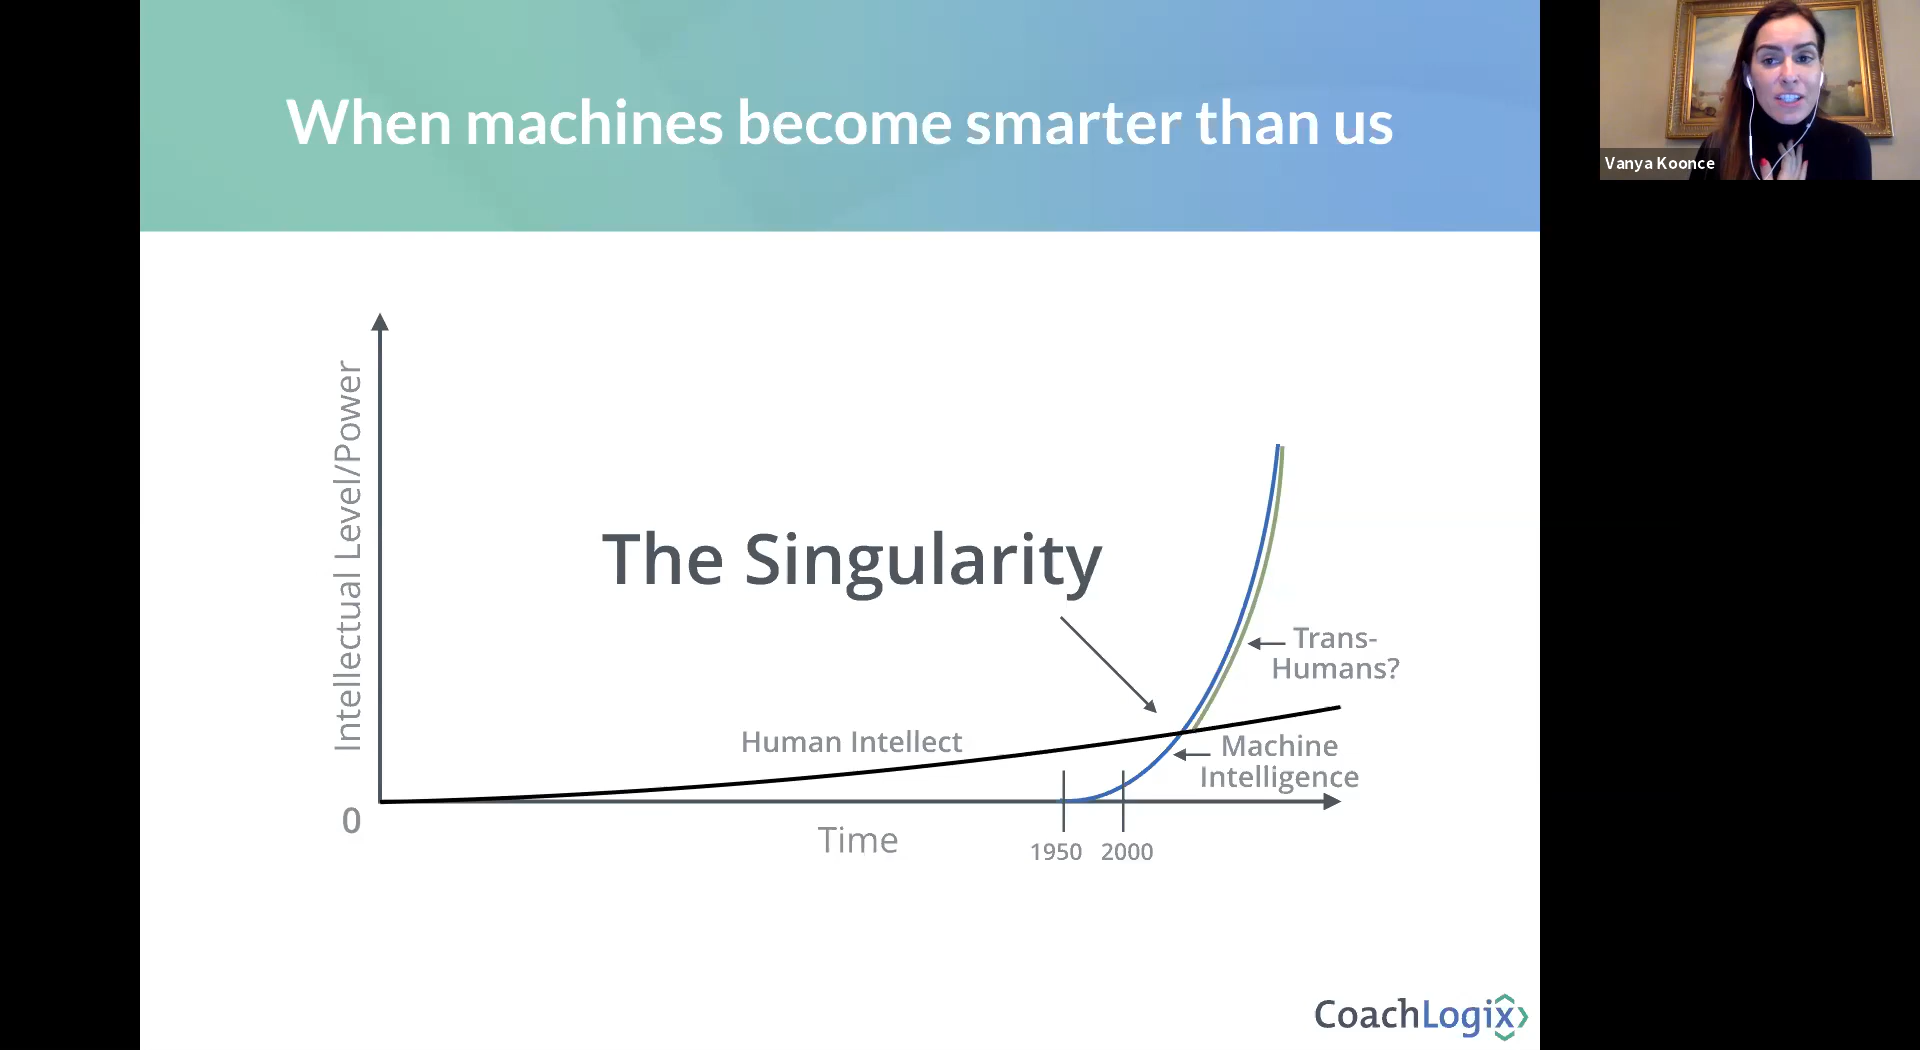 When machines become smarter than us
Vanya Koonce
Intellectual Level/Power
The Singularity
Trans-
Humans?
Human Intellect
Machine
Intelligence
0
Time
1950
2000
CoachLogix